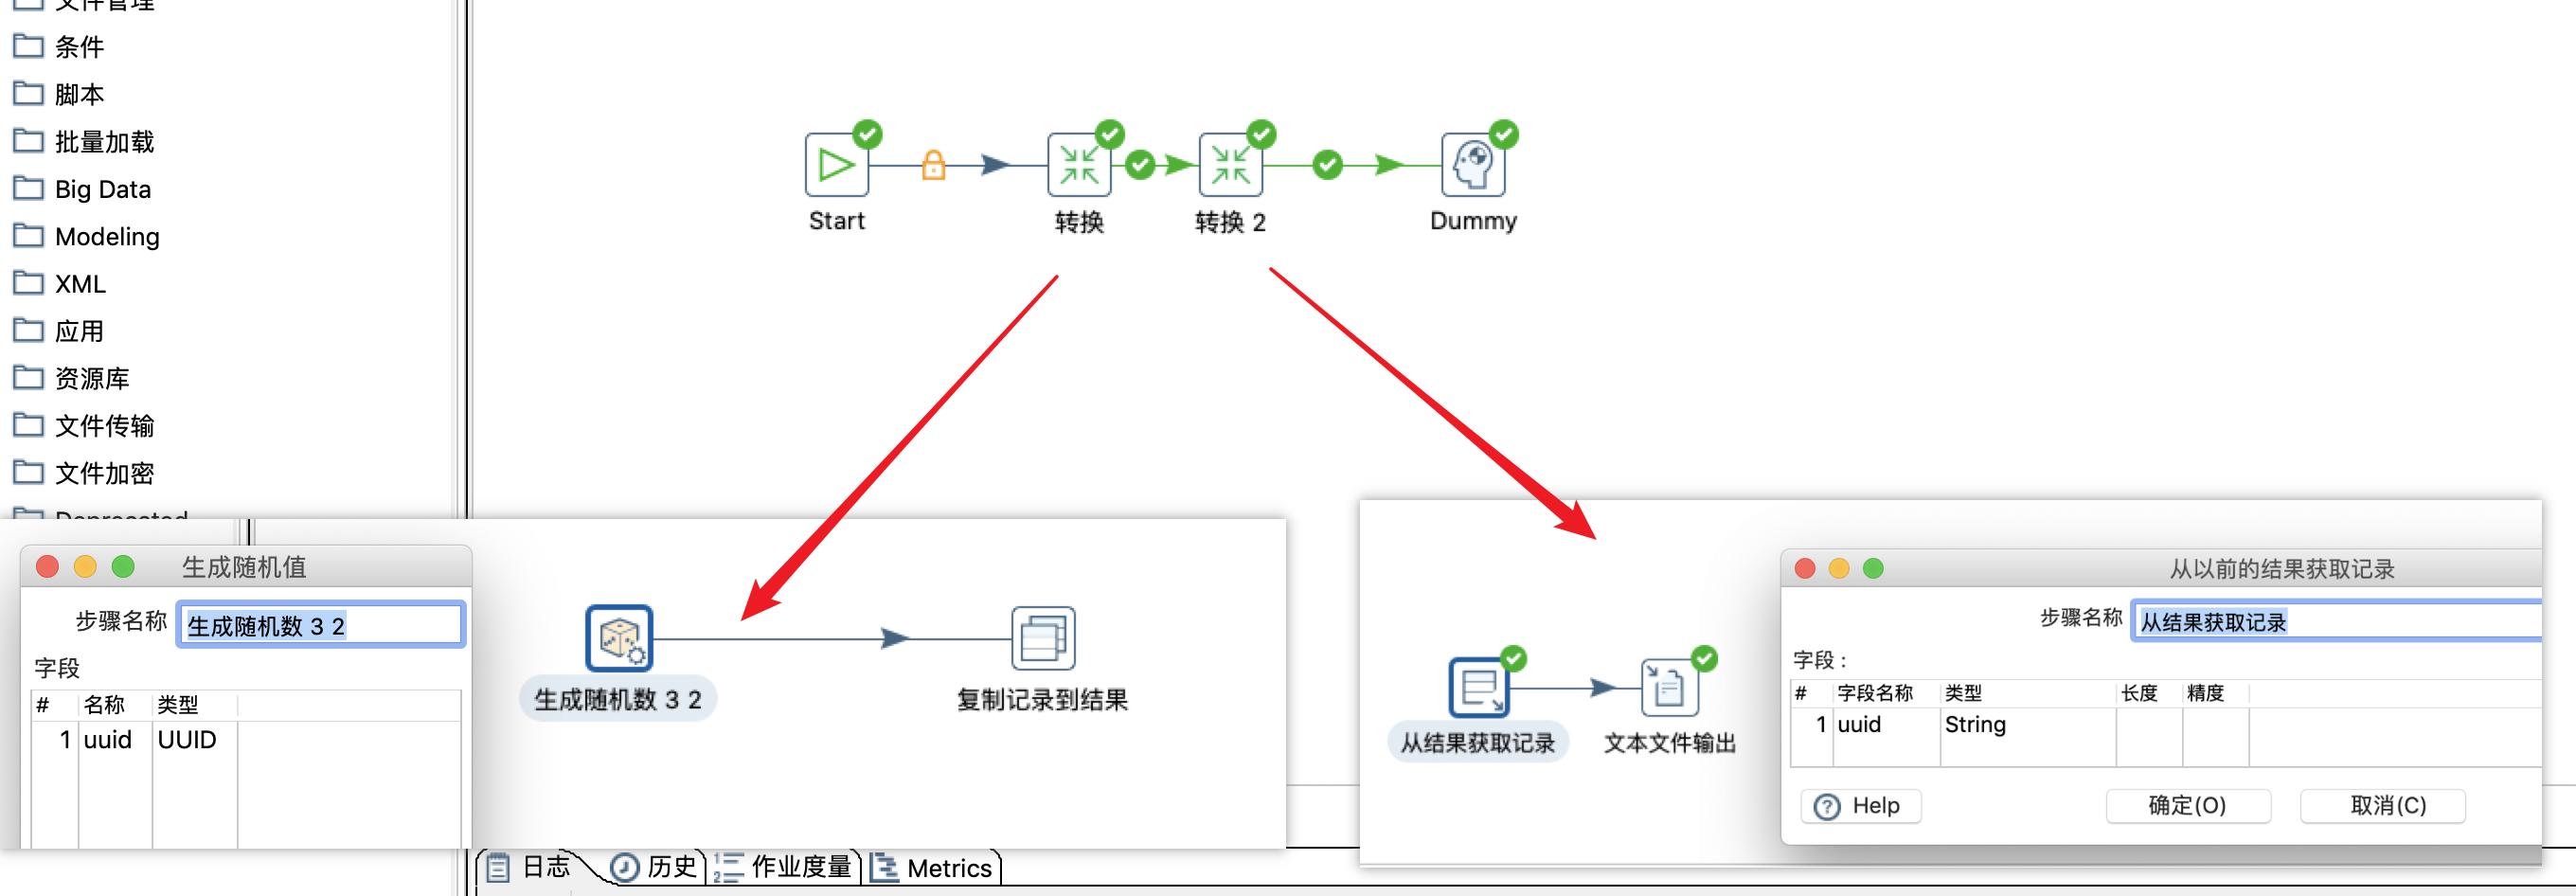 文件管理
条件
脚本
批量加载
Big Data
Modeling
XML
应用
资源库
文件传输
文件加密
Deprecated
Start
转换
转换 2
Dummy
生成随机值
步骤名称 生成随机数 3 2
字段
# 名称 类型
1 uuid UUID
生成随机数 3 2
复制记录到结果
从结果获取记录
文本文件输出
从以前的结果获取记录
步骤名称 从结果获取记录
字段 :
# 字段名称 类型 长度 精度
1 uuid String
Help 确定(O) 取消(C)
日志 历史 作业度量 Metrics